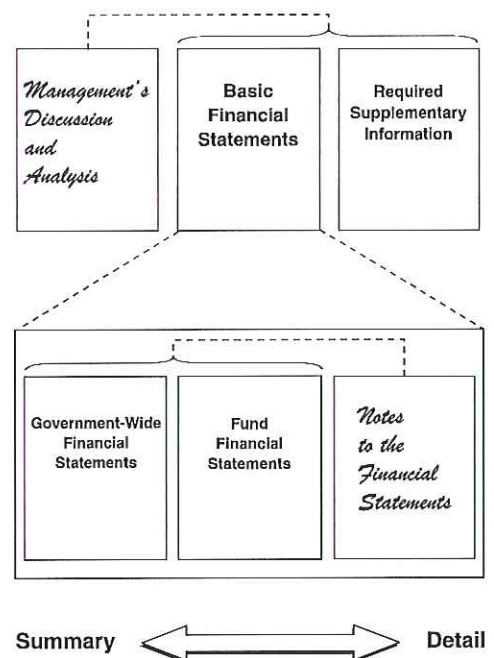 Management's
Discussion
and
Analysis
Basic
Financial
Statements
Required
Supplementary
Information
Government-Wide
Financial
Statements
Fund
Financial
Statements
Notes
to the
Financial
Statements
Summary
Detail